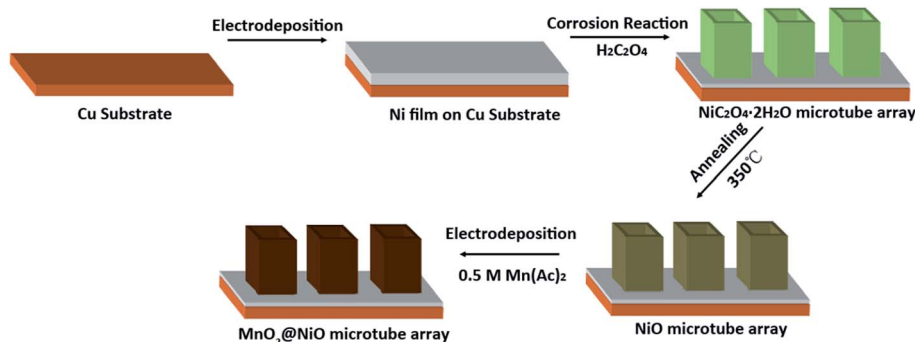 Electrodeposition
Cu Substrate
Ni film on Cu Substrate
Corrosion Reaction
H₂C₂O₄
NiC₂O₄·2H₂O microtube array
Annealing
350℃
NiO microtube array
Electrodeposition
0.5 M Mn(Ac)₂
MnO₂@NiO microtube array